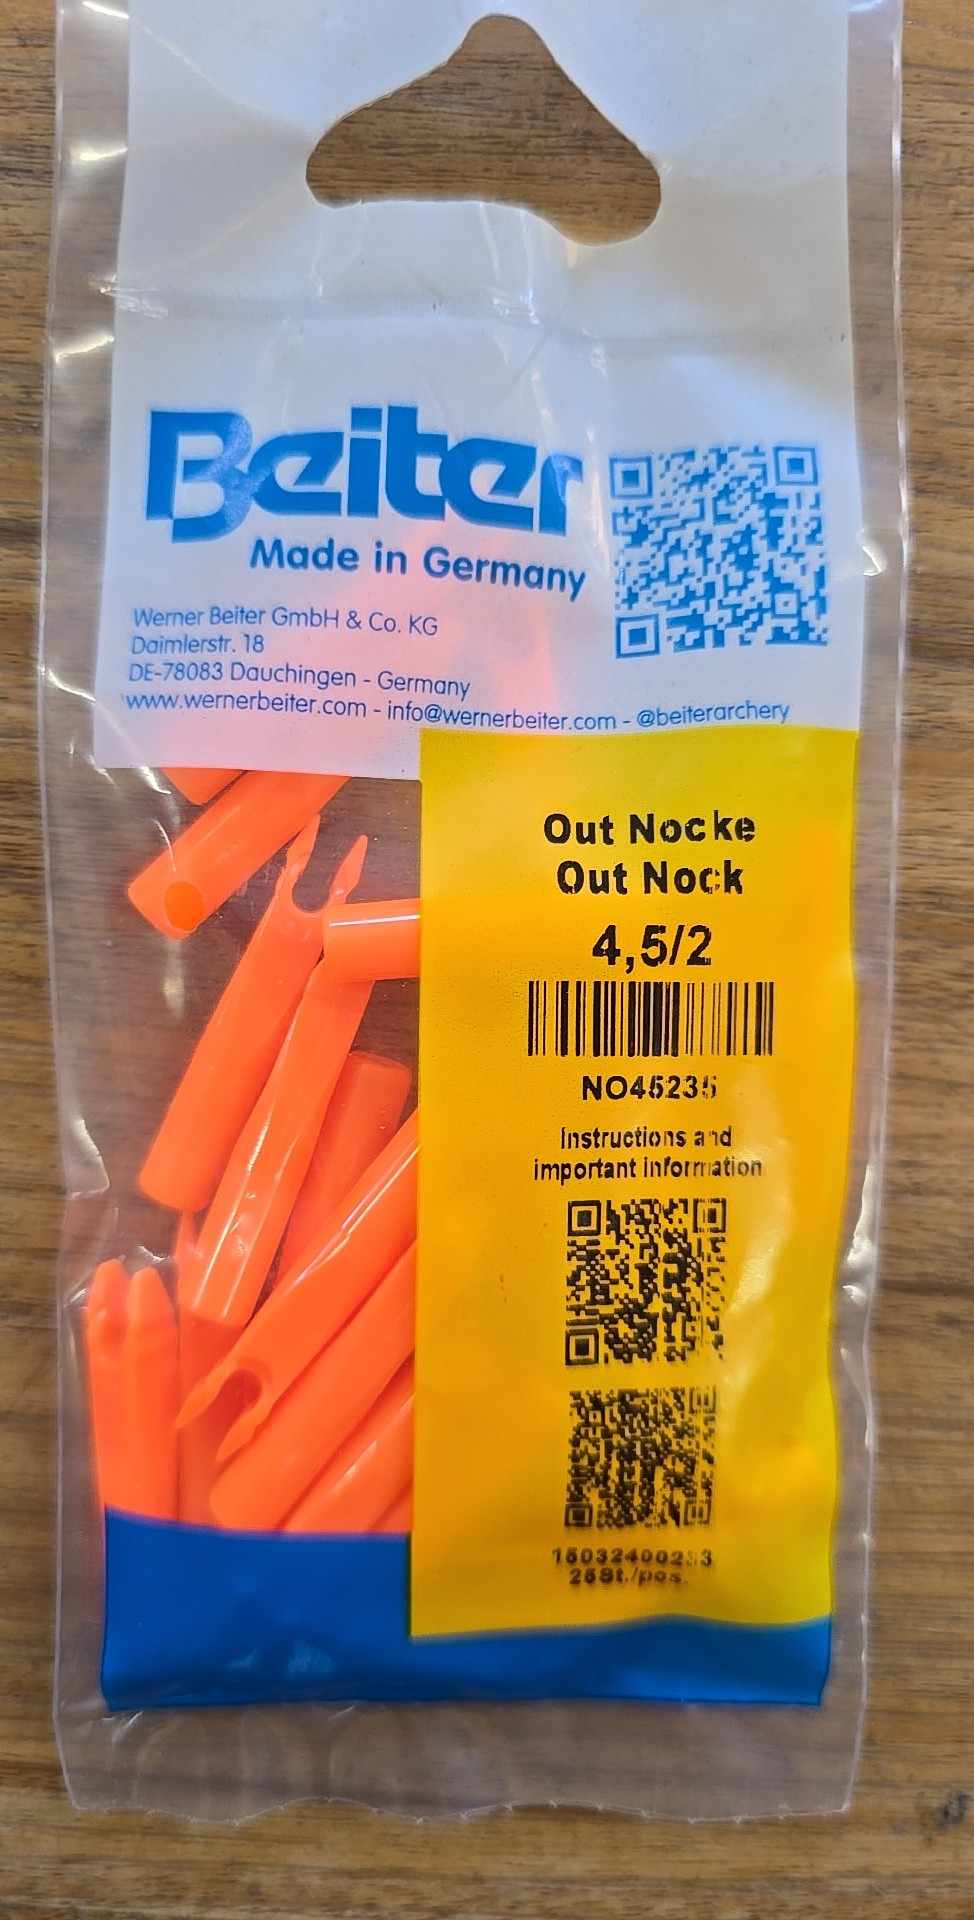 Beiter
Made in Germany
Werner Beiter GmbH & Co. KG
Daimlerstr. 18
DE-78083 Dauchingen - Germany
www.wernerbeiter.com - info@wernerbeiter.com - @beiterarchery
Out Nocke
Out Nock
4,5/2
NO45235
Instructions and
important information
25St./pos.